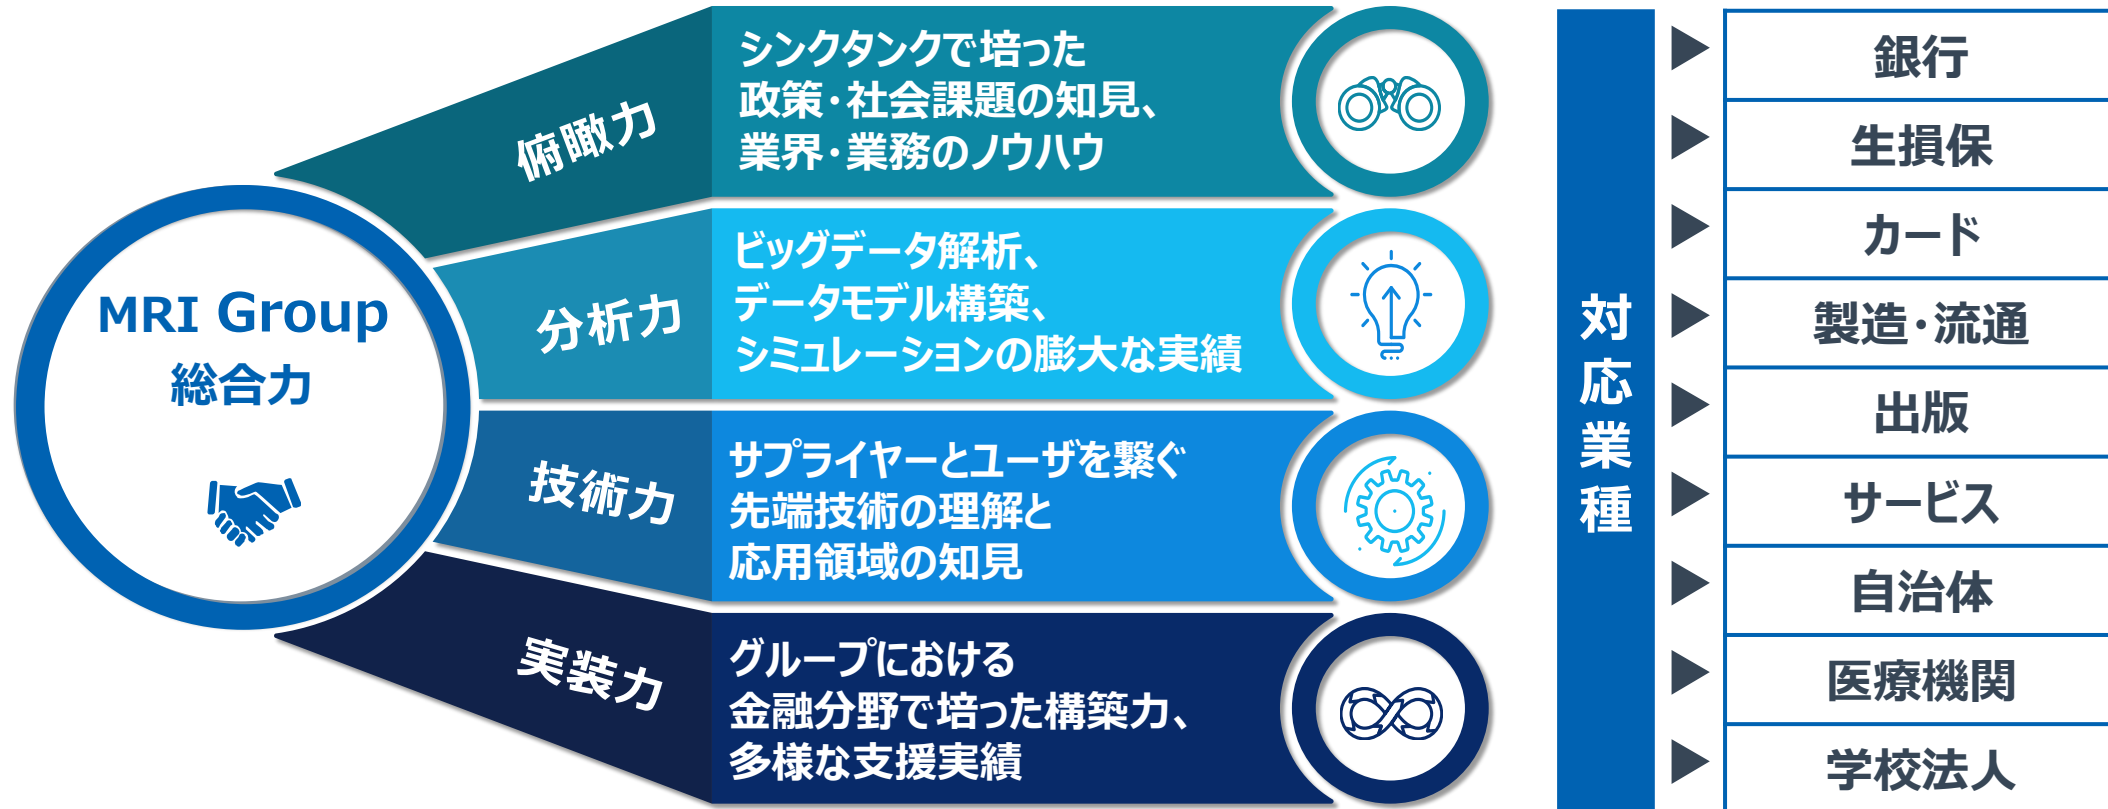 MRI Group
総合力
俯瞰力
シンクタンクで培った
政策・社会課題の知見、
業界・業務のノウハウ
分析力
ビッグデータ解析、
データモデル構築、
シミュレーションの膨大な実績
技術力
サプライヤーとユーザを繋ぐ
先端技術の理解と
応用領域の知見
実装力
グループにおける
金融分野で培った構築力、
多様な支援実績
対応業種
銀行
生損保
カード
製造・流通
出版
サービス
自治体
医療機関
学校法人